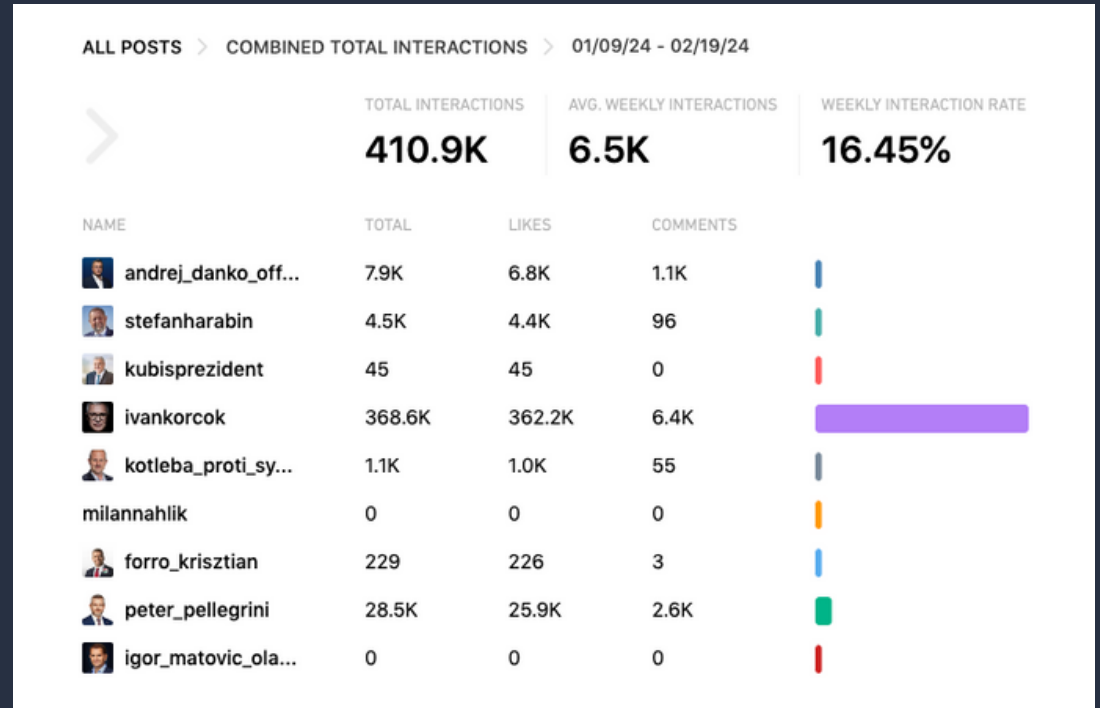 ALL POSTS > COMBINED TOTAL INTERACTIONS > 01/09/24 - 02/19/24
TOTAL INTERACTIONS AVG. WEEKLY INTERACTIONS WEEKLY INTERACTION RATE
410.9K 6.5K 16.45%
NAME TOTAL LIKES COMMENTS
andrej_danko_off... 7.9K 6.8K 1.1K
stefanharabin 4.5K 4.4K 96
kubisprezident 45 45 0
ivankorcok 368.6K 362.2K 6.4K
kotleba_proti_sy... 1.1K 1.0K 55
milannahlik 0 0 0
forro_krisztian 229 226 3
peter_pellegrini 28.5K 25.9K 2.6K
igor_matovic_ola... 0 0 0